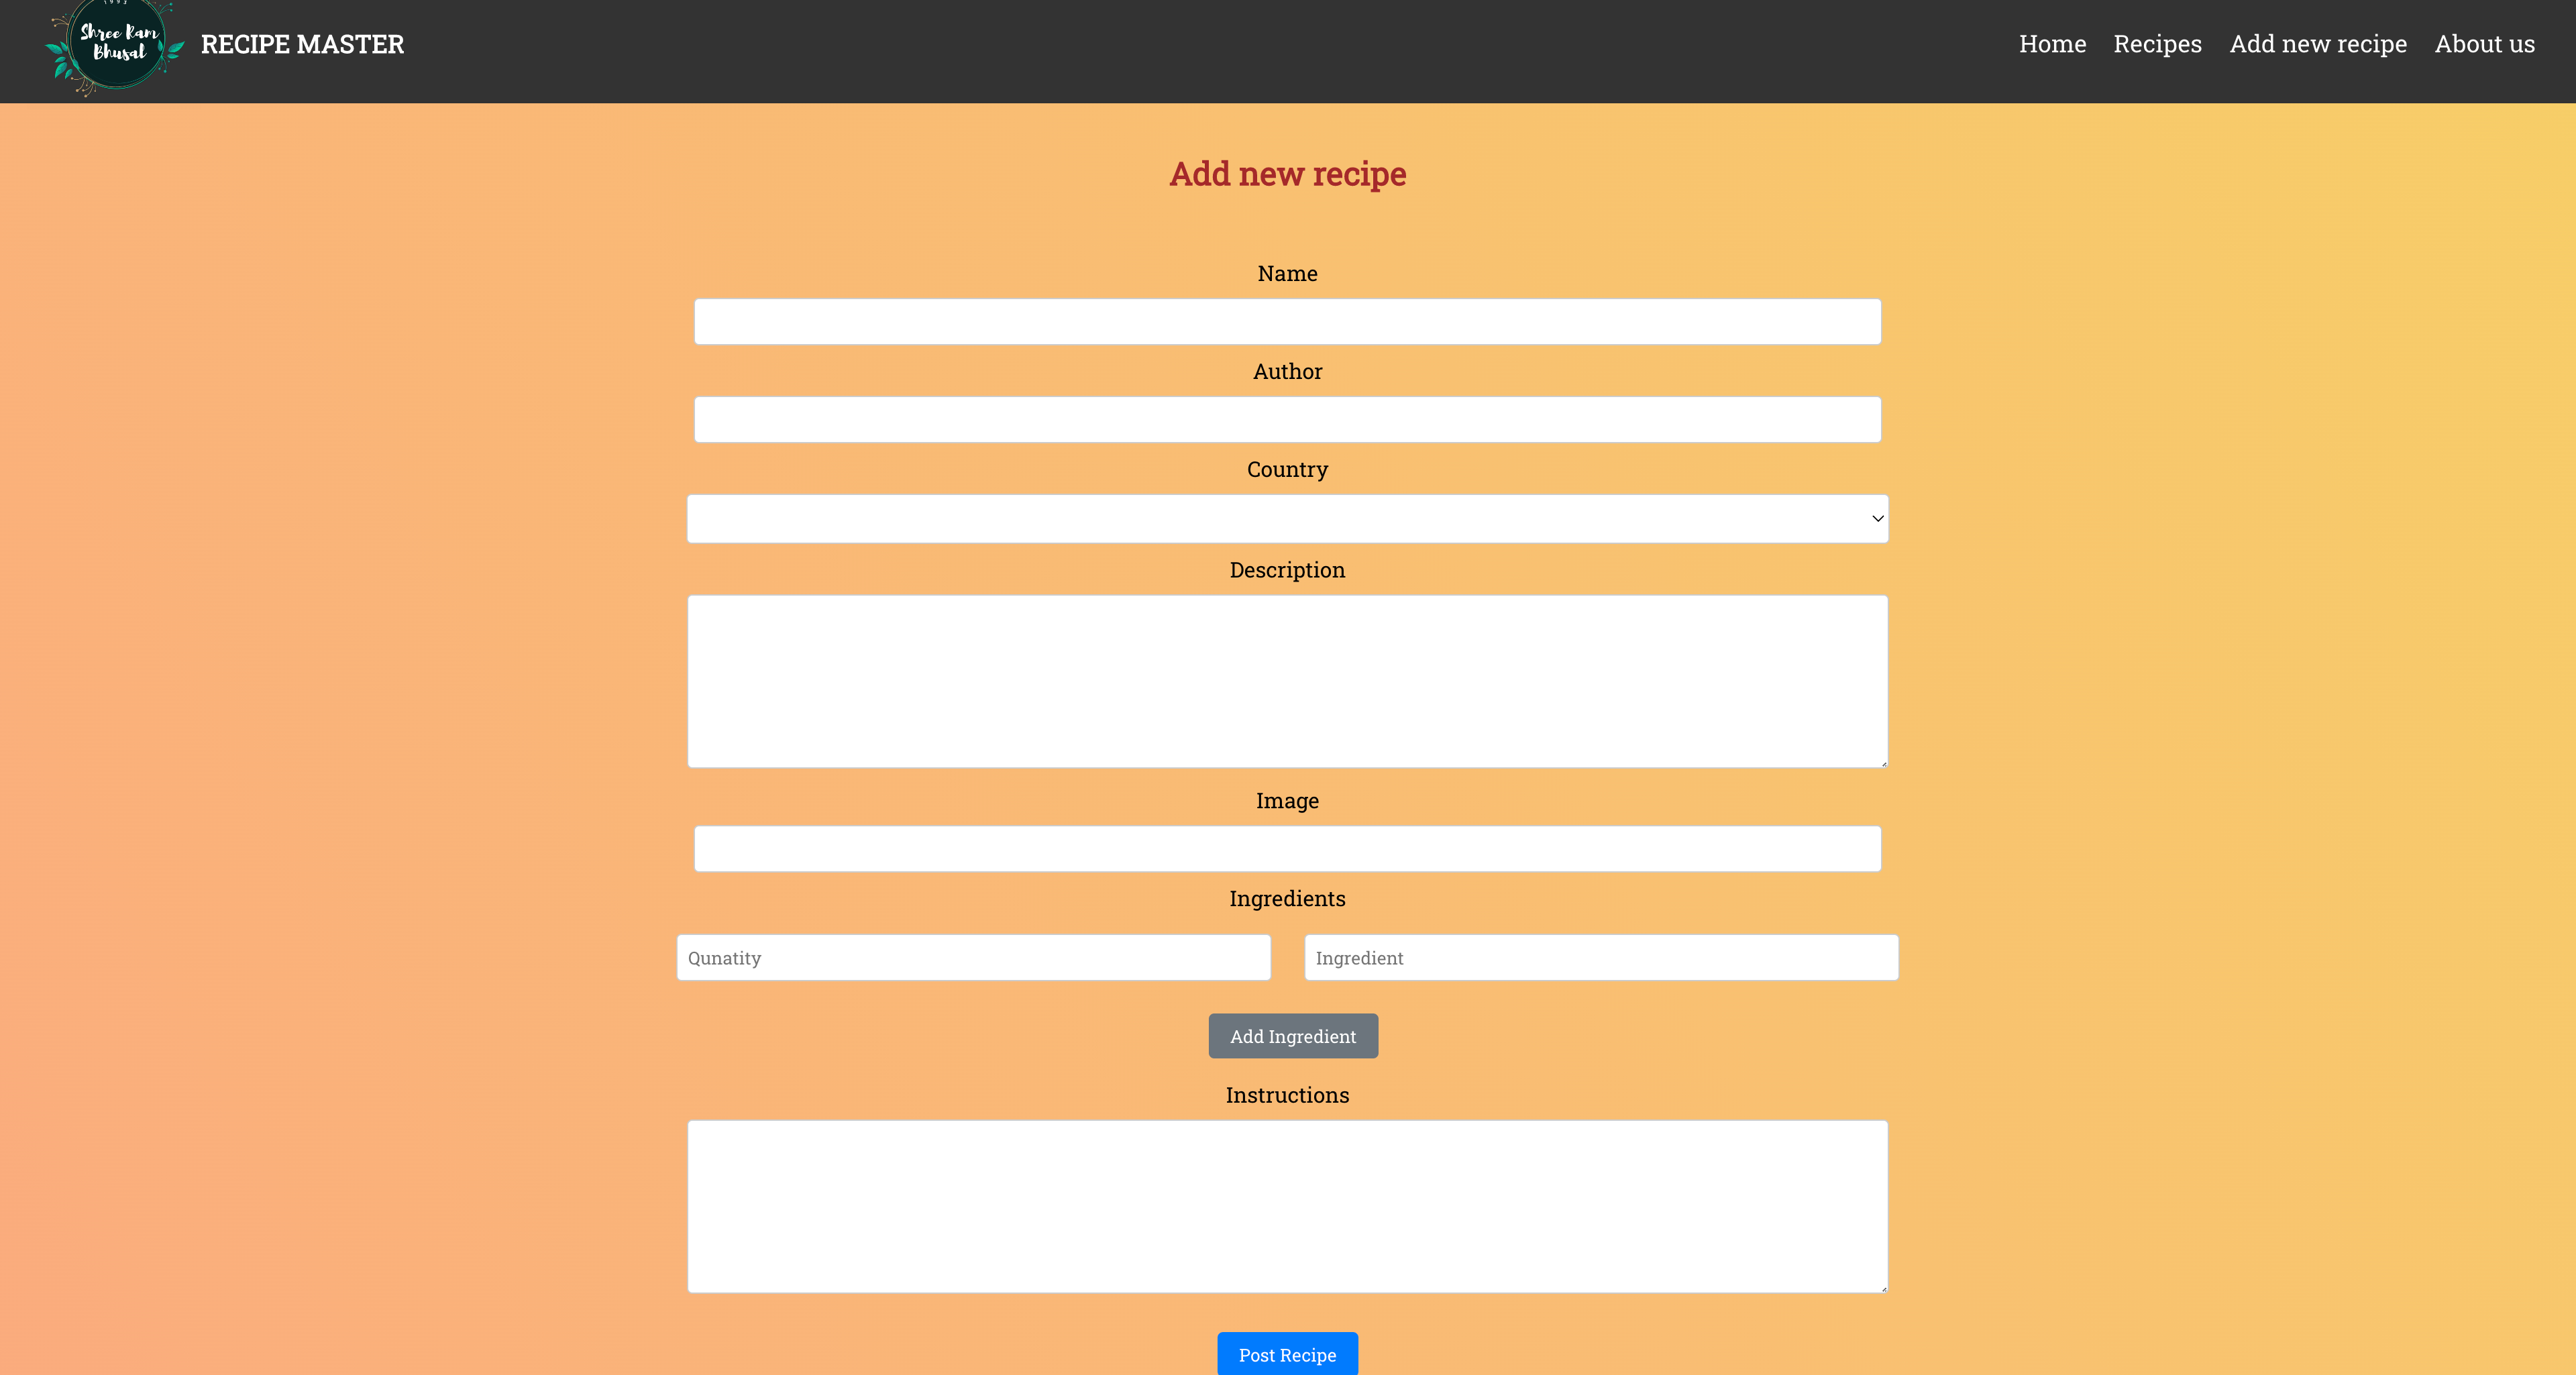 1993
Shree Ram
Bhusal
RECIPE MASTER
Home Recipes Add new recipe About us
Add new recipe
Name
Author
Country
Description
Image
Ingredients
Qunatity Ingredient
Add Ingredient
Instructions
Post Recipe